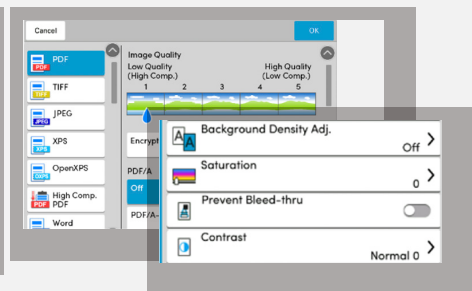 Cancel
OK
PDF
PDF
TIFF
TIFF
JPEG
JPEG
XPS
XPS
OpenXPS
OXPS
High Comp.
PDF
PDF
Word
Image Quality
Low Quality
(High Comp.)
High Quality
(Low Comp.)
1 2 3 4 5
Encrypt
PDF/A
Off
PDF/A-
Background Density Adj.
Off
Saturation
0
Prevent Bleed-thru
Contrast
Normal 0